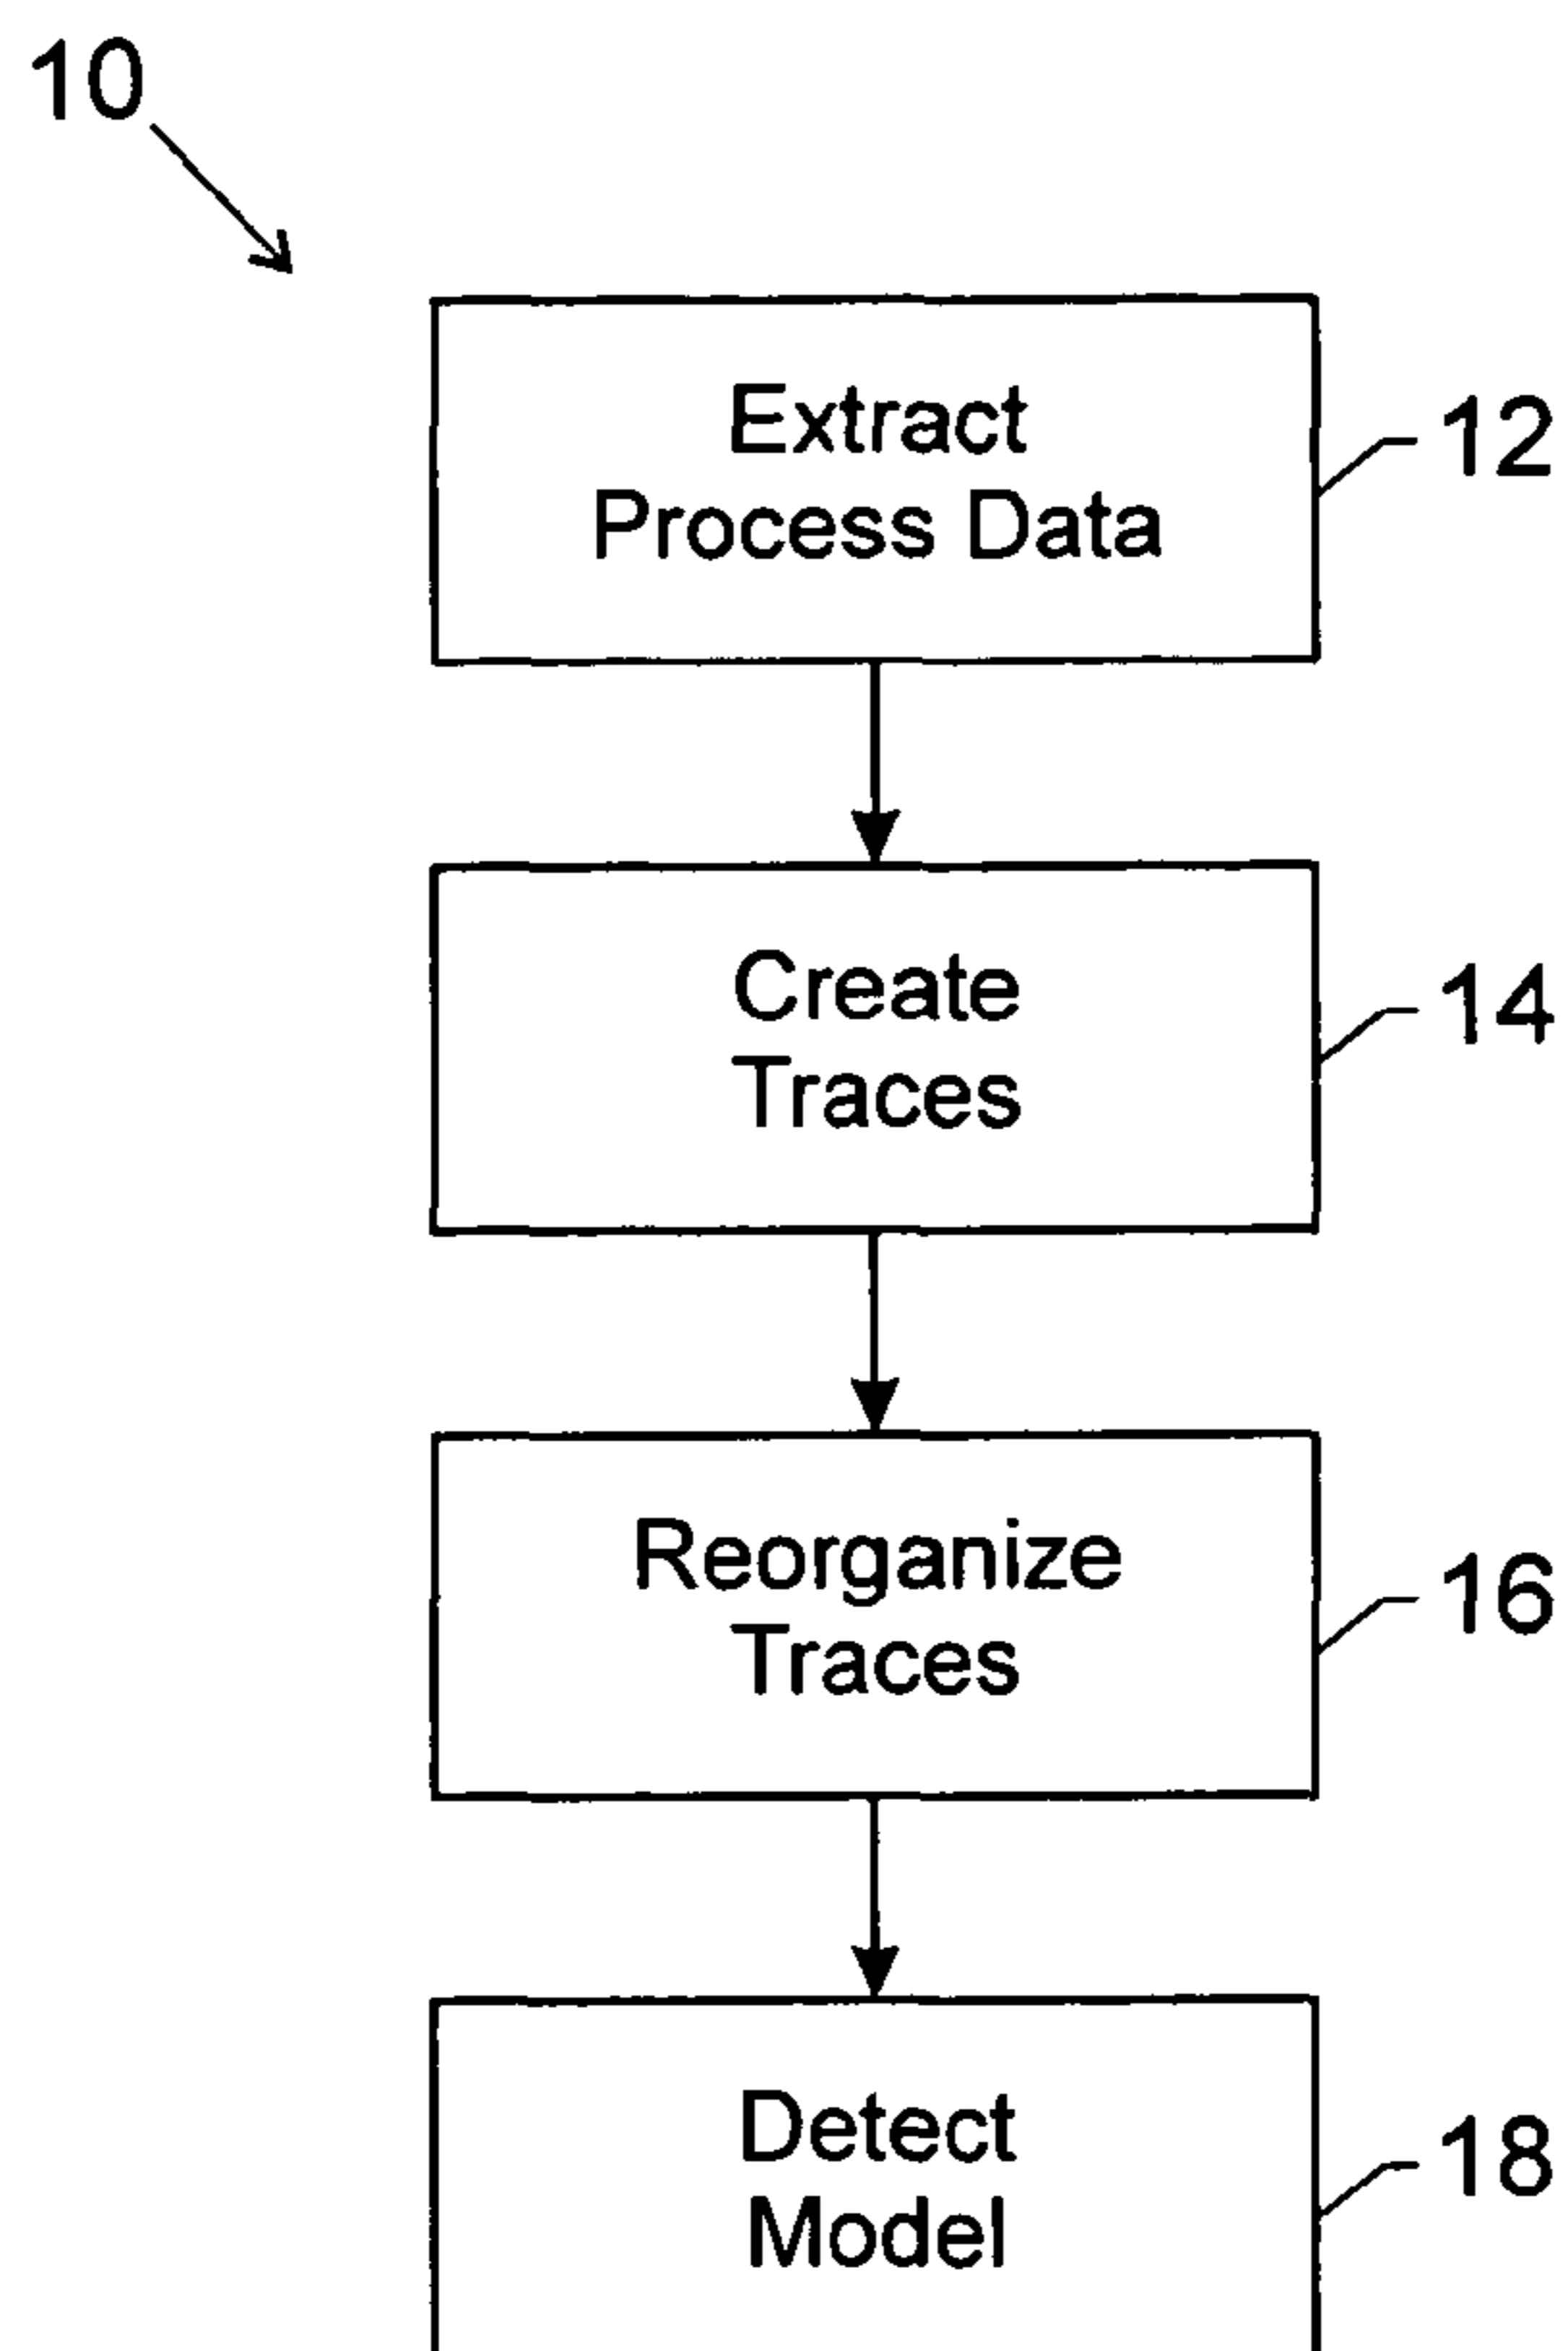 10
Extract
Process Data
12
Create
Traces
14
Reorganize
Traces
16
Detect
Model
18